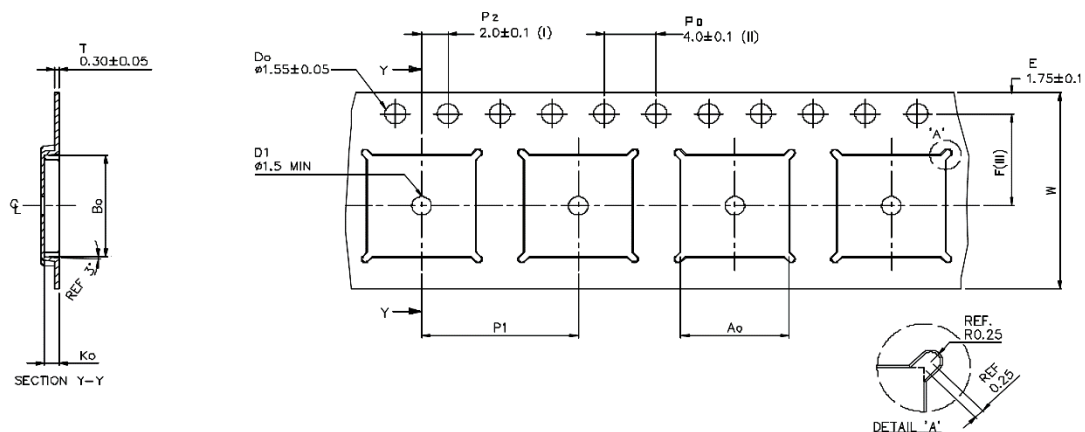 T
0.30±0.05
P2
2.0±0.1 (I)
Po
4.0±0.1 (II)
Do
ø1.55±0.05
Y
E
1.75±0.1
"A"
D1
ø1.5 MIN
F(III)
W
℄
Bo
REF 3°
Y
P1
Ao
Ko
SECTION Y-Y
REF.
R0.25
REF
0.25
DETAIL "A"